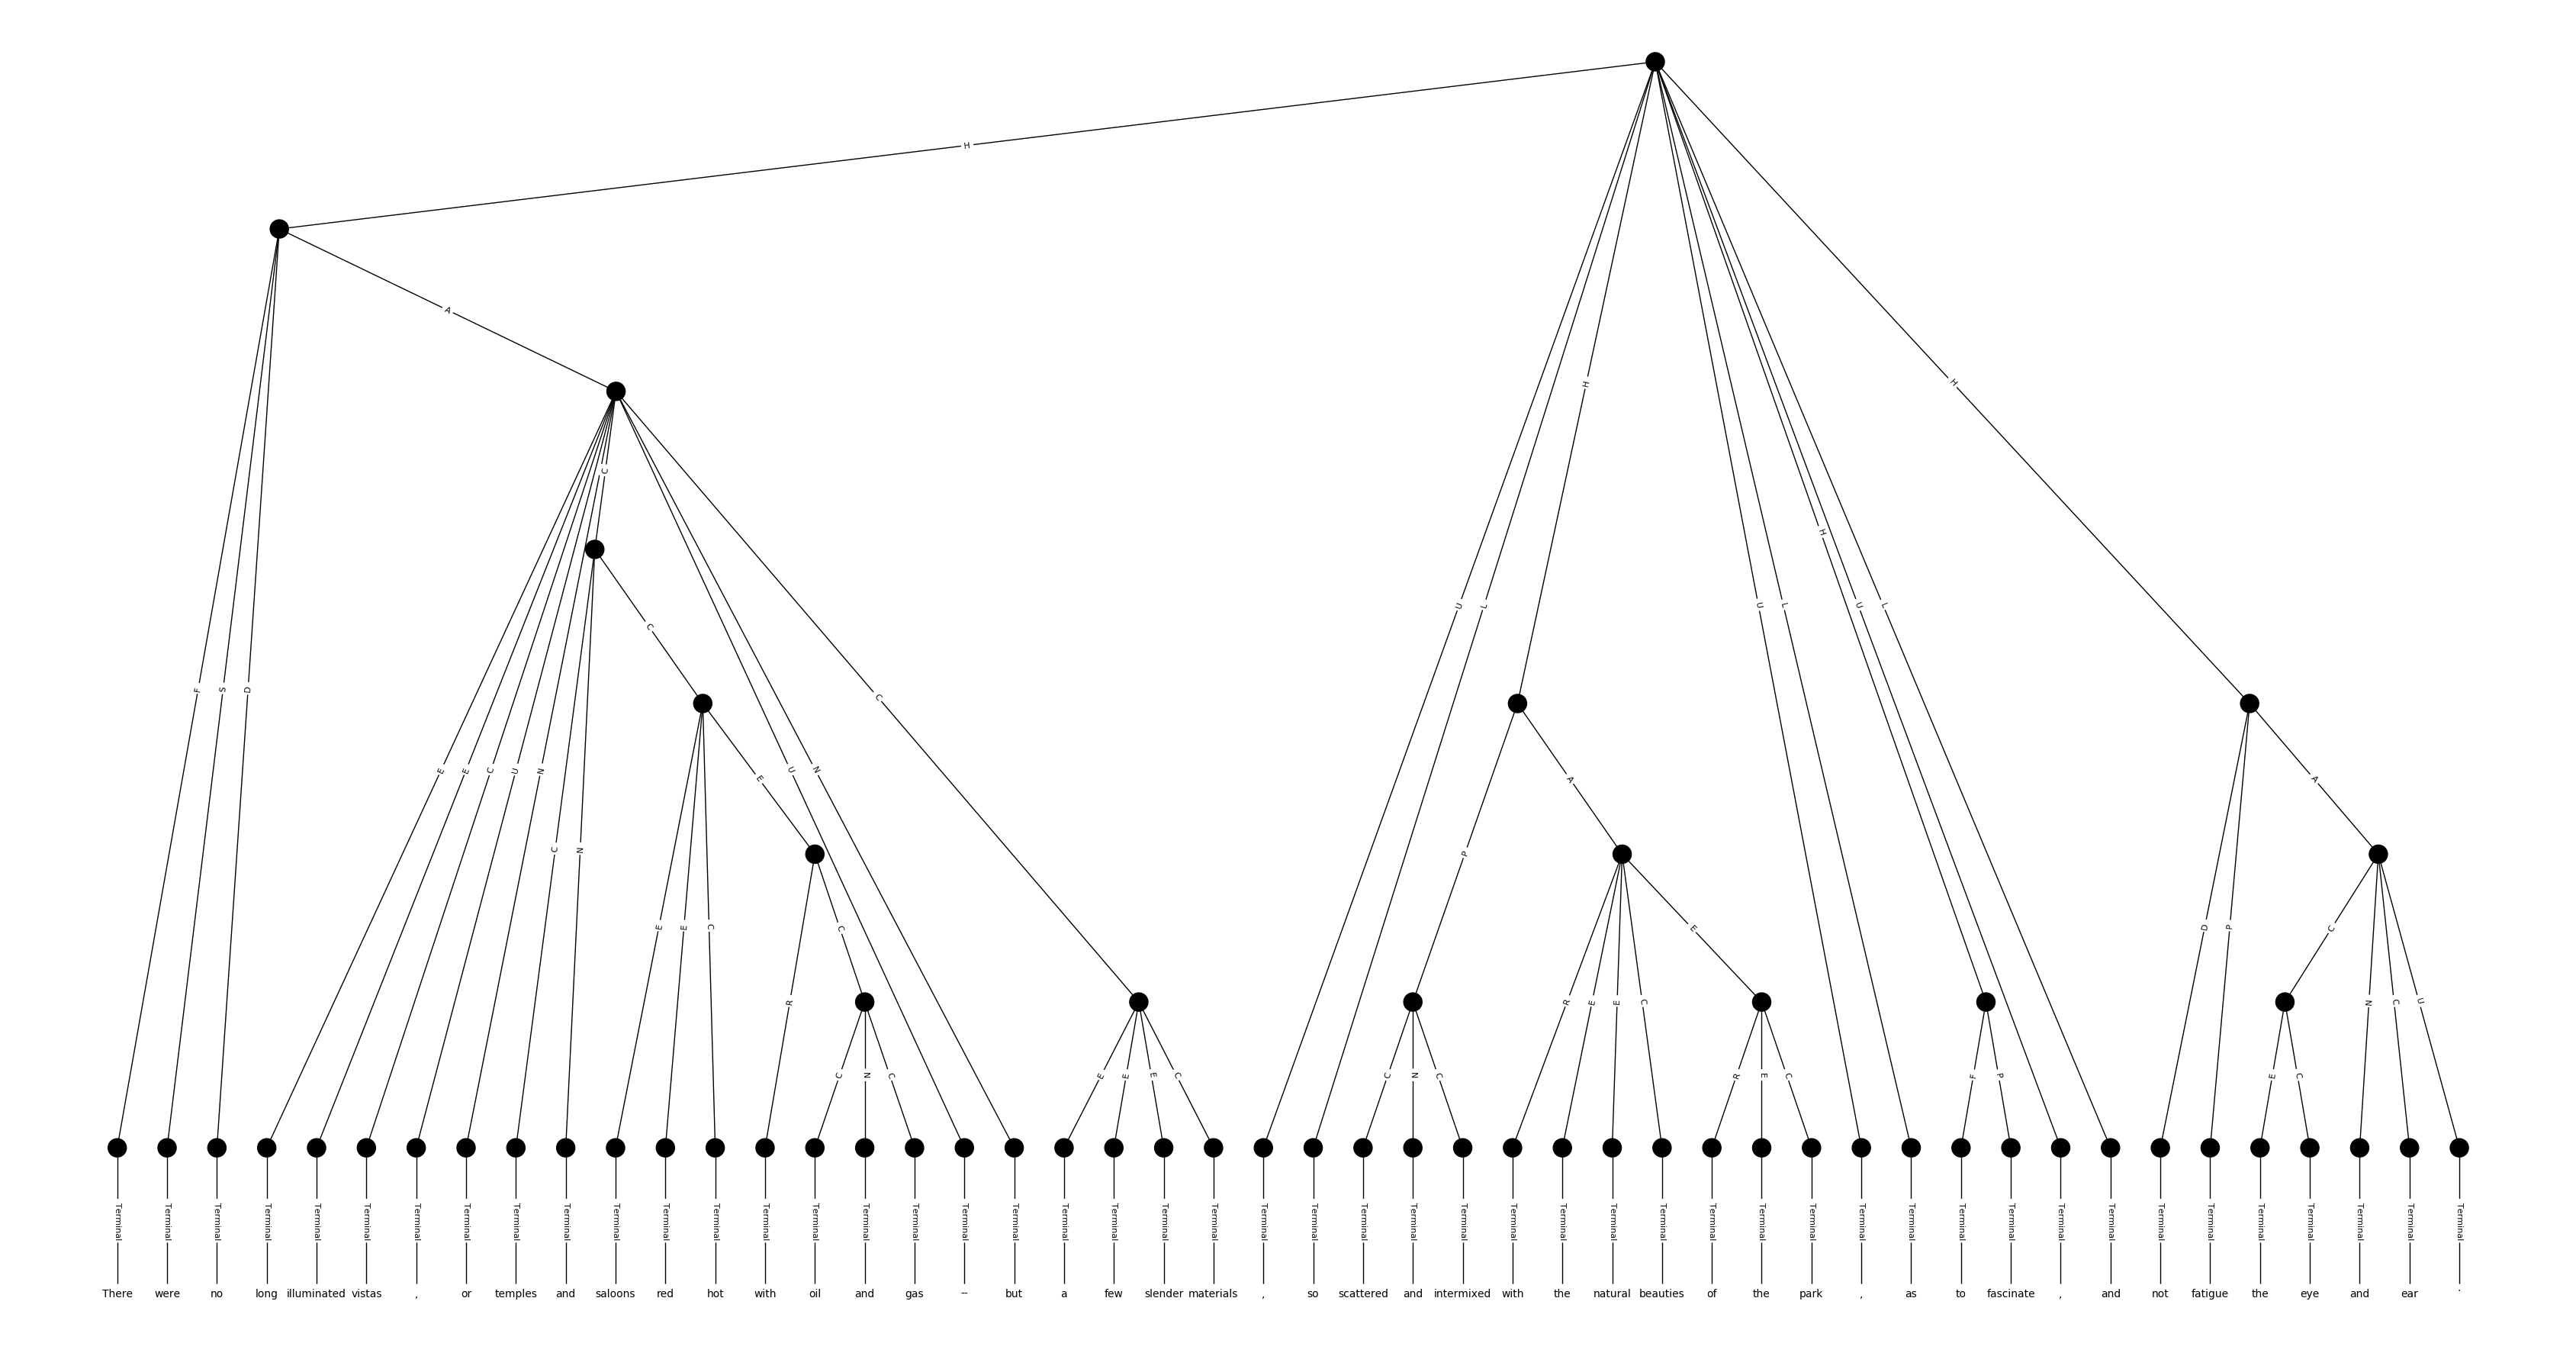 H
H
H
H
H
A
C
F
S
D
U
L
U
L
U
L
C
E
E
C
U
N
C
N
U
N
C
P
A
D
P
A
E
E
C
E
R
C
R
E
E
C
E
C
N
C
U
C
N
C
E
E
E
C
C
N
C
R
E
C
F
P
E
C
Terminal Terminal Terminal Terminal Terminal Terminal Terminal Terminal Terminal Terminal Terminal Terminal Terminal Terminal Terminal Terminal Terminal Terminal Terminal Terminal Terminal Terminal Terminal Terminal Terminal Terminal Terminal Terminal Terminal Terminal Terminal Terminal Terminal Terminal Terminal Terminal Terminal Terminal Terminal Terminal Terminal Terminal Terminal Terminal Terminal Terminal Terminal Terminal
There were no long illuminated vistas , or temples and saloons red hot with oil and gas -- but a few slender materials , so scattered and intermixed with the natural beauties of the park , as to fascinate , and not fatigue the eye and ear .